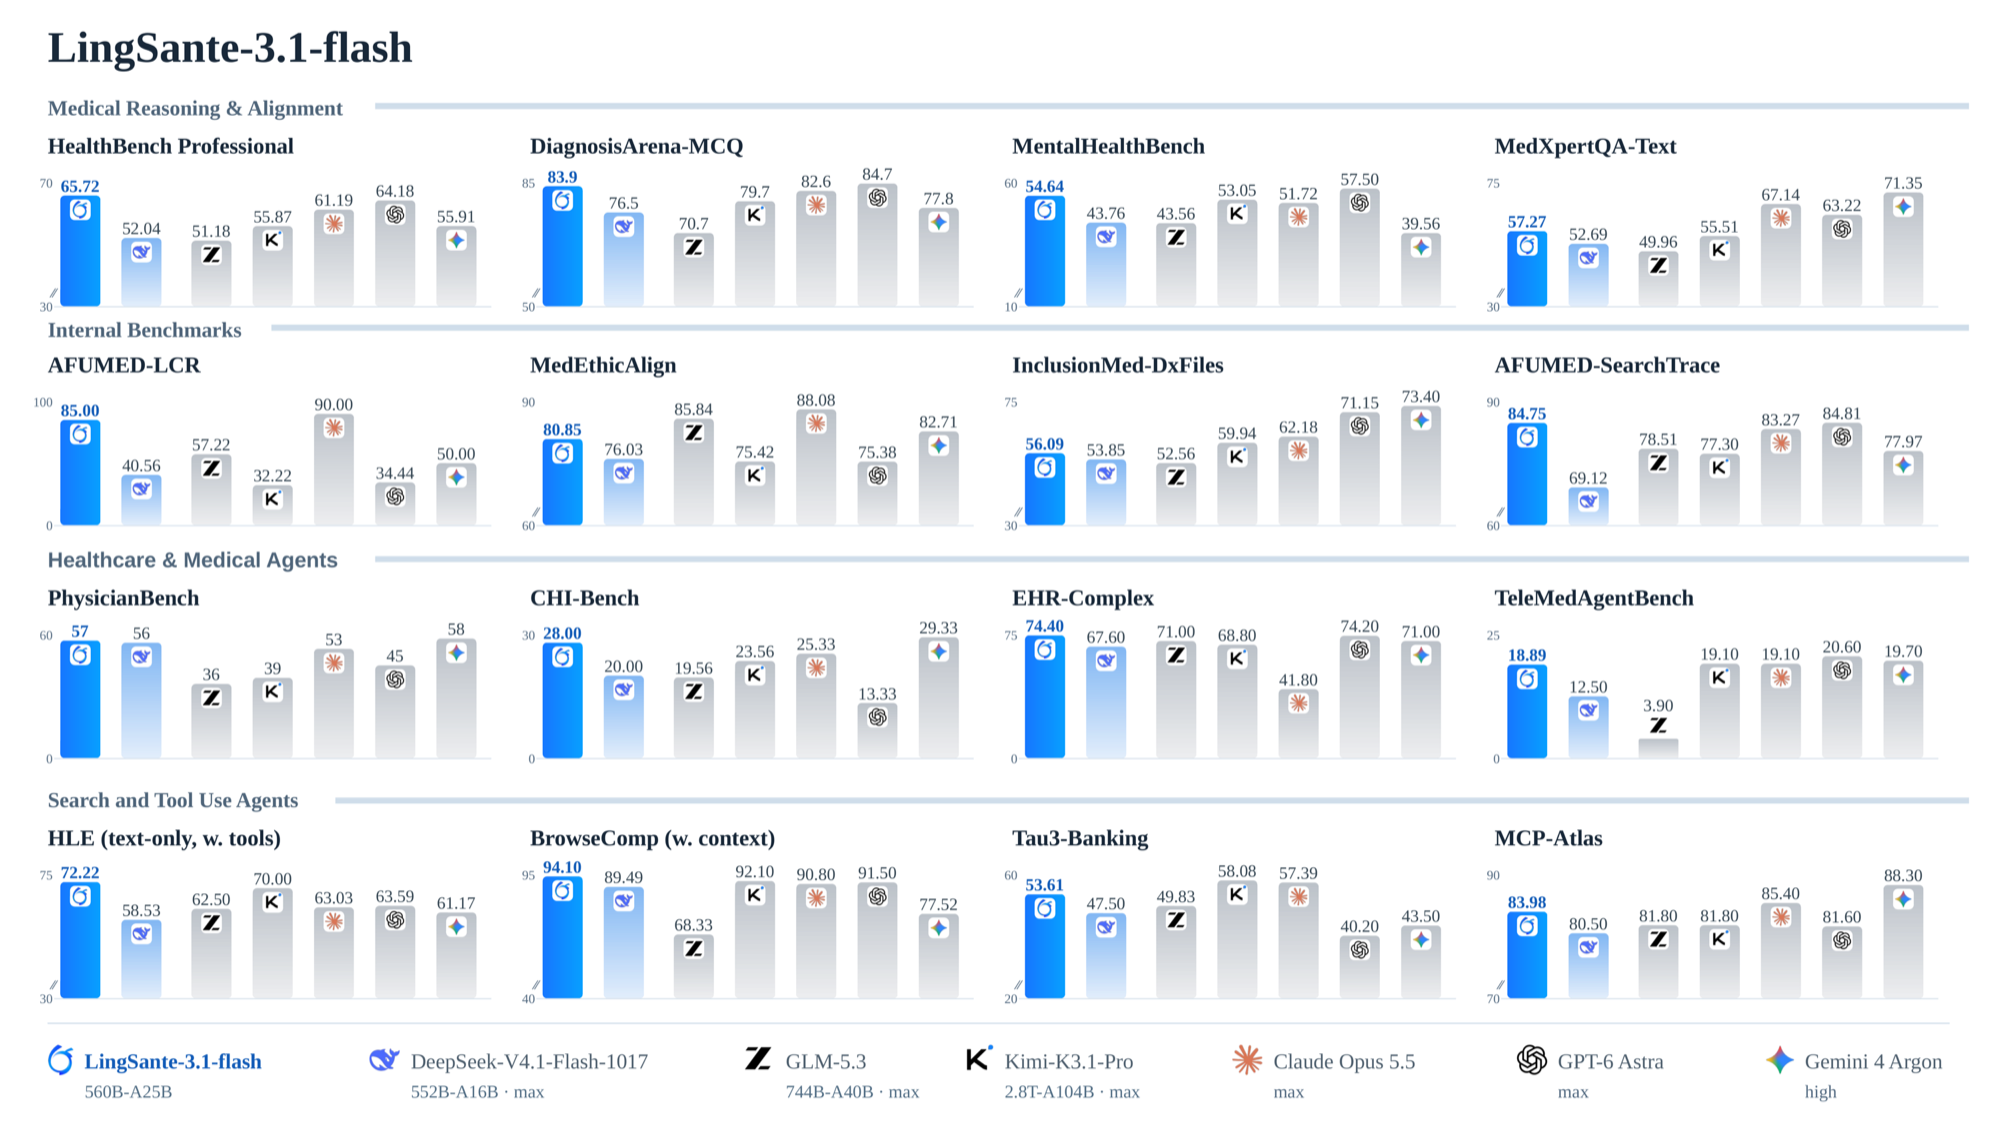 LingSante-3.1-flash
Medical Reasoning & Alignment
HealthBench Professional
70 65.72 52.04 51.18 55.87 61.19 64.18 55.91
30
DiagnosisArena-MCQ
85 83.9 76.5 70.7 79.7 82.6 84.7 77.8
50
MentalHealthBench
60 54.64 43.76 43.56 53.05 51.72 57.50 39.56
10
MedXpertQA-Text
75 57.27 52.69 49.96 55.51 67.14 63.22 71.35
30
Internal Benchmarks
AFUMED-LCR
100 85.00 40.56 57.22 32.22 90.00 34.44 50.00
0
MedEthicAlign
90 80.85 76.03 85.84 75.42 88.08 75.38 82.71
60
InclusionMed-DxFiles
75 56.09 53.85 52.56 59.94 62.18 71.15 73.40
30
AFUMED-SearchTrace
90 84.75 69.12 78.51 77.30 83.27 84.81 77.97
60
Healthcare & Medical Agents
PhysicianBench
60 57 56 36 39 53 45 58
0
CHI-Bench
30 28.00 20.00 19.56 23.56 25.33 13.33 29.33
0
EHR-Complex
75 74.40 67.60 71.00 68.80 41.80 74.20 71.00
0
TeleMedAgentBench
25 18.89 12.50 3.90 19.10 19.10 20.60 19.70
0
Search and Tool Use Agents
HLE (text-only, w. tools)
75 72.22 58.53 62.50 70.00 63.03 63.59 61.17
30
BrowseComp (w. context)
95 94.10 89.49 68.33 92.10 90.80 91.50 77.52
40
Tau3-Banking
60 53.61 47.50 49.83 58.08 57.39 40.20 43.50
20
MCP-Atlas
90 83.98 80.50 81.80 81.80 85.40 81.60 88.30
70
LingSante-3.1-flash
560B-A25B
DeepSeek-V4.1-Flash-1017
552B-A16B · max
GLM-5.3
744B-A40B · max
Kimi-K3.1-Pro
2.8T-A104B · max
Claude Opus 5.5
max
GPT-6 Astra
max
Gemini 4 Argon
high